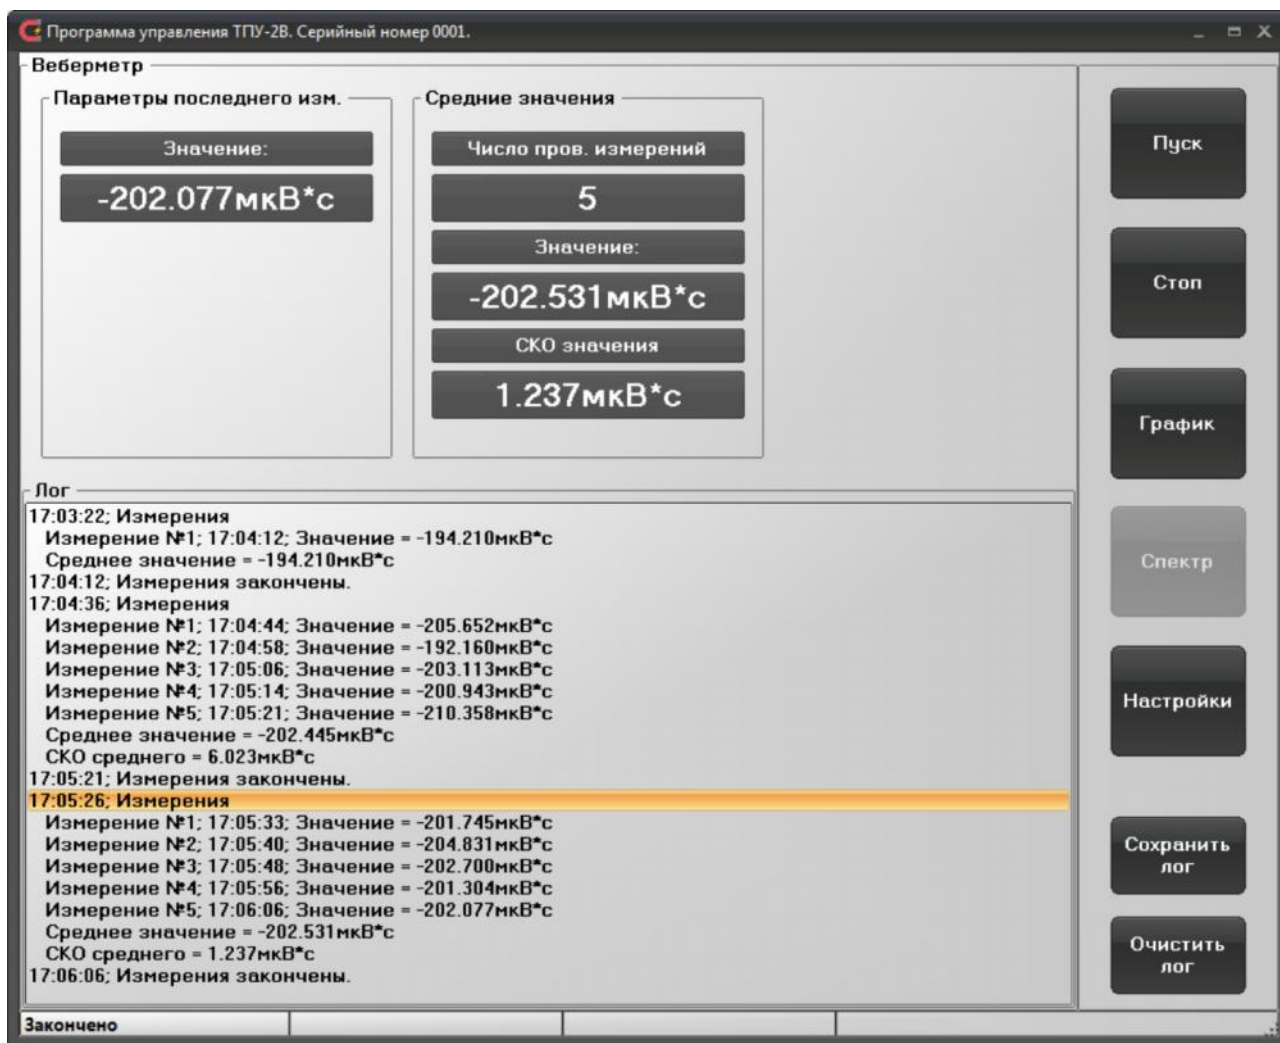 Программа управления ТПУ-2В. Серийный номер 0001.
Веберметр
Параметры последнего изм.
Значение:
-202.077мкВ*с
Средние значения
Число пров. измерений
5
Значение:
-202.531мкВ*с
СКО значения
1.237мкВ*с
Пуск
Стоп
График
Спектр
Настройки
Сохранить
лог
Очистить
лог
Лог
17:03:22; Измерения
Измерение №1; 17:04:12; Значение = -194.210мкВ*с
Среднее значение = -194.210мкВ*с
17:04:12; Измерения закончены.
17:04:36; Измерения
Измерение №1; 17:04:44; Значение = -205.652мкВ*с
Измерение №2; 17:04:58; Значение = -192.160мкВ*с
Измерение №3; 17:05:06; Значение = -203.113мкВ*с
Измерение №4; 17:05:14; Значение = -200.943мкВ*с
Измерение №5; 17:05:21; Значение = -210.358мкВ*с
Среднее значение = -202.445мкВ*с
СКО среднего = 6.023мкВ*с
17:05:21; Измерения закончены.
17:05:26; Измерения
Измерение №1; 17:05:33; Значение = -201.745мкВ*с
Измерение №2; 17:05:40; Значение = -204.831мкВ*с
Измерение №3; 17:05:48; Значение = -202.700мкВ*с
Измерение №4; 17:05:56; Значение = -201.304мкВ*с
Измерение №5; 17:06:06; Значение = -202.077мкВ*с
Среднее значение = -202.531мкВ*с
СКО среднего = 1.237мкВ*с
17:06:06; Измерения закончены.
Закончено